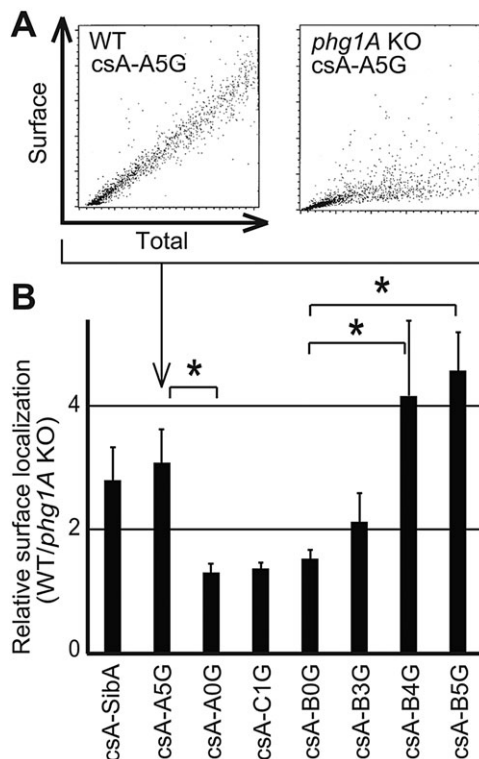 A
WT
csA-A5G
phg1A KO
csA-A5G
Surface
Total
B
*
*
*
Relative surface localization
(WT/phg1A KO)
4
2
0
csA-SibA
csA-A5G
csA-A0G
csA-C1G
csA-B0G
csA-B3G
csA-B4G
csA-B5G